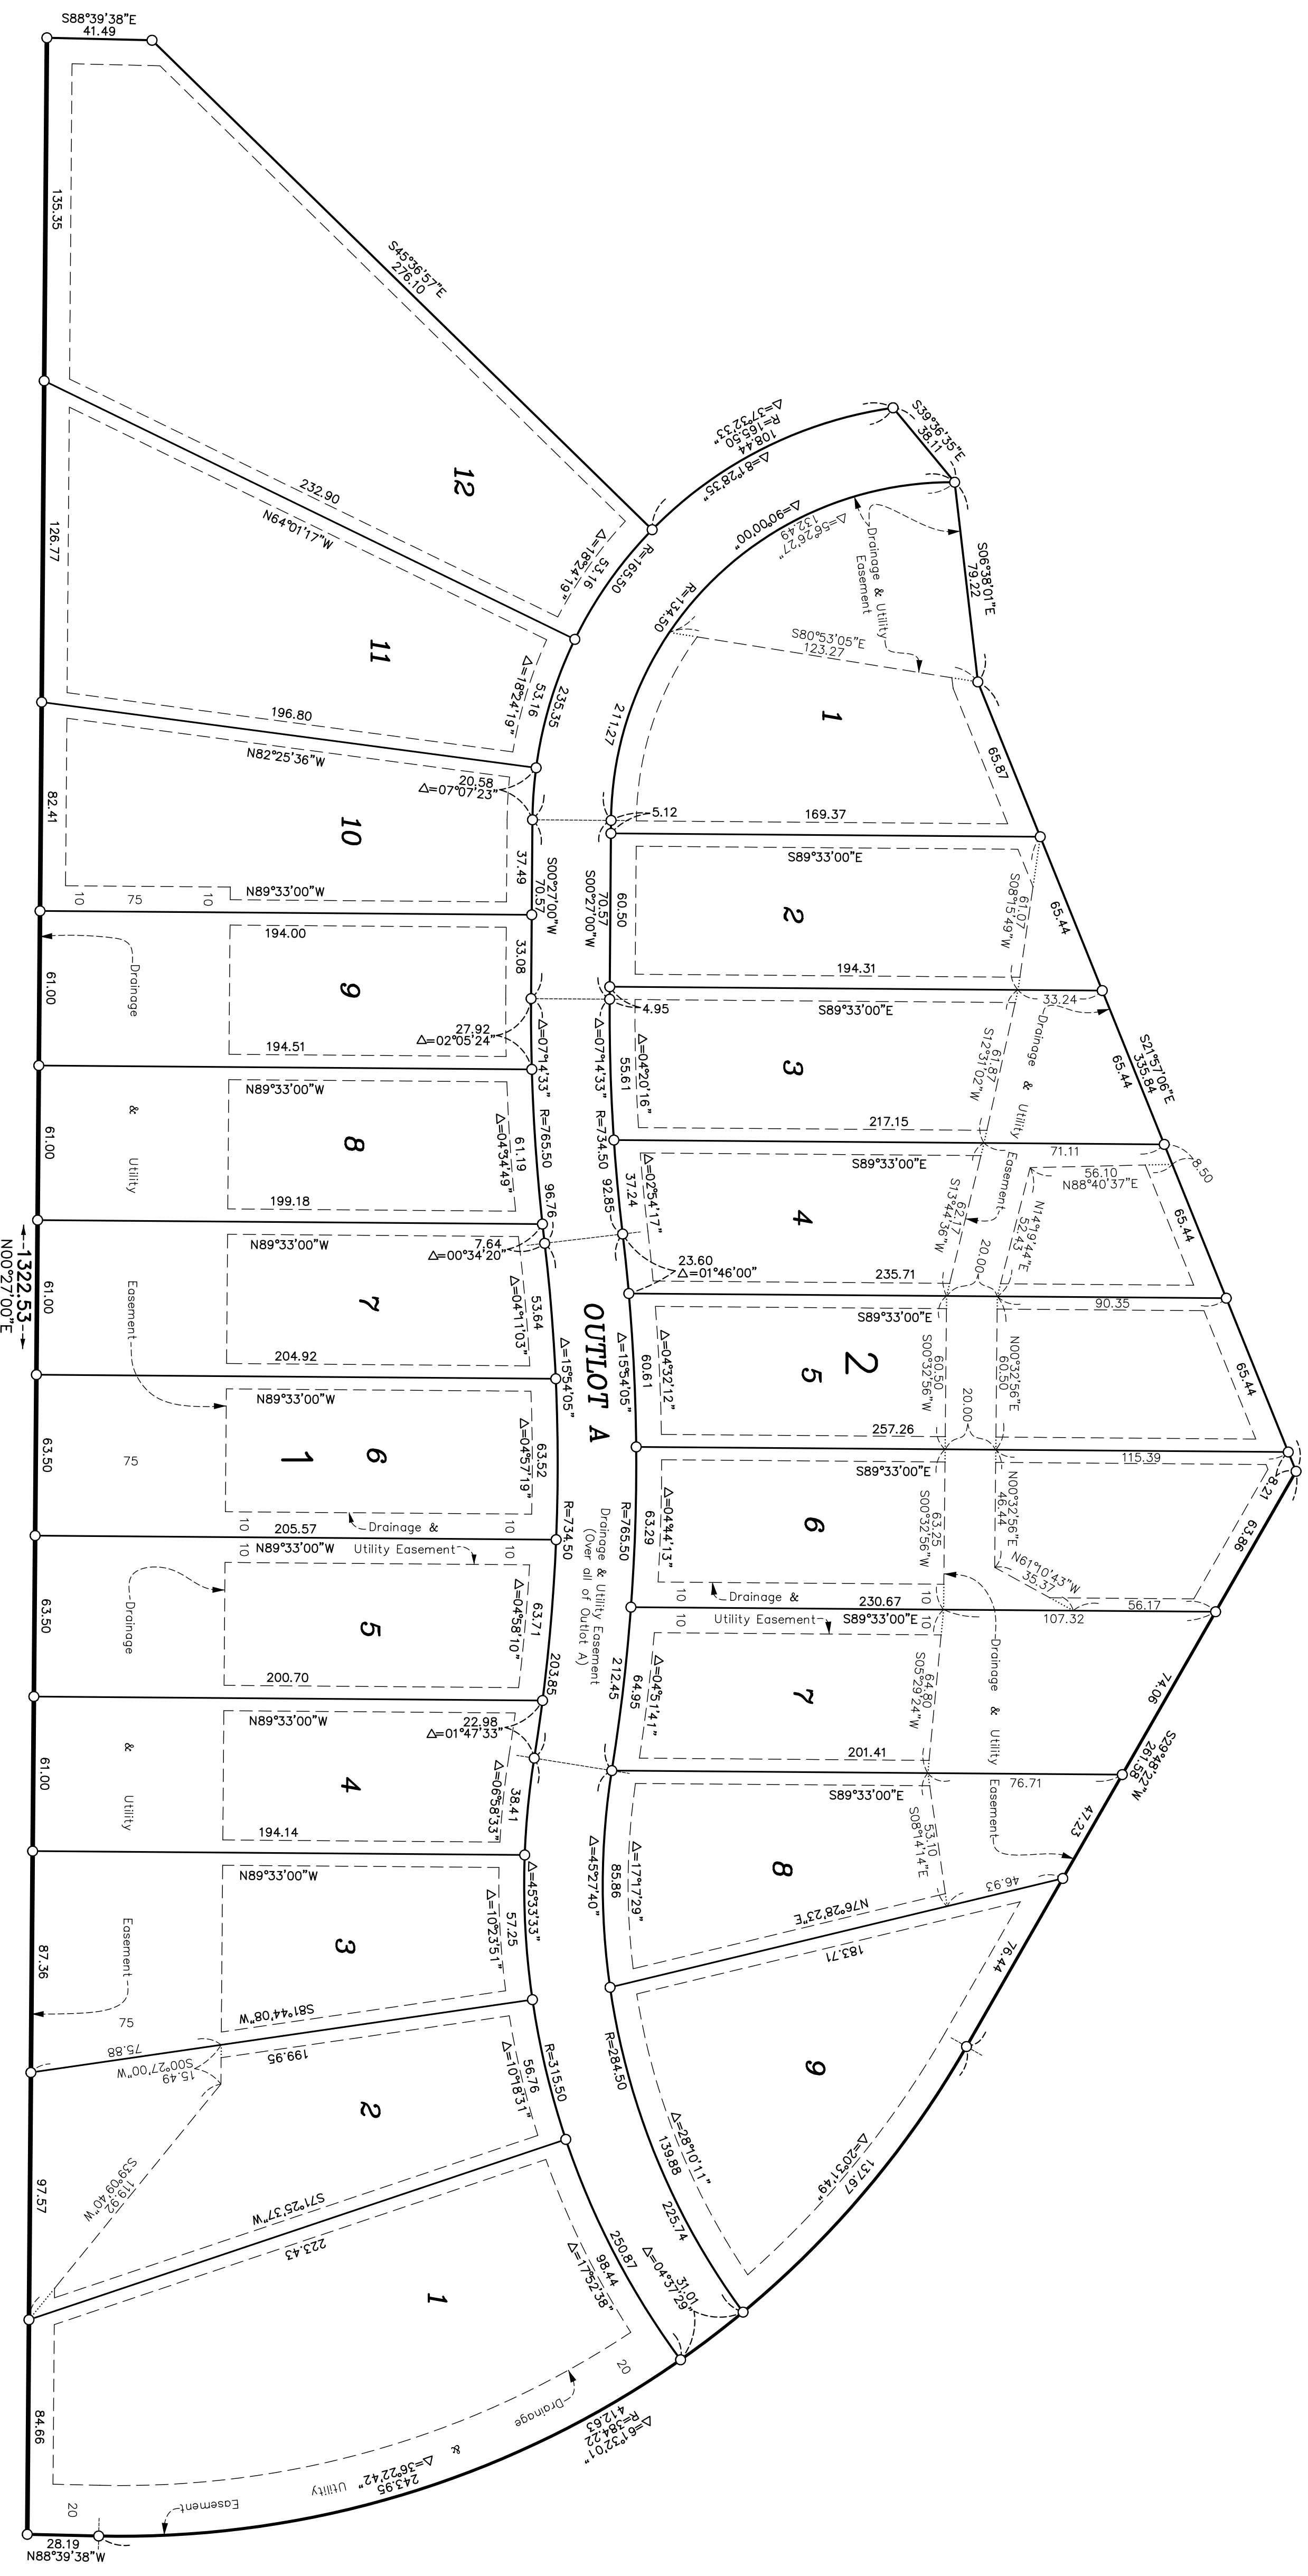 S88°39'38"E
41.49
135.35
S45°36'57"E
276.10
12
232.90
N64°01'17"W
126.77
Δ=18°24'19"
53.16
R=165.50
Δ=37°32'33"
R=165.50
108.44
Δ=81°28'35"
S39°36'35"E
38.11
Δ=90°00'00"
Δ=56°26'27"
132.49
Drainage & Utility
Easement
S06°38'01"E
79.22
R=134.50
S80°53'05"E
123.27
11
196.80
N82°25'36"W
Δ=18°24'19"
53.16
235.35
211.27
1
65.87
82.41
10
20.58
Δ=07°07'23"
5.12
169.37
N89°33'00"W
37.49
S00°27'00"W
70.57
S00°27'00"W
70.57
60.50
S89°33'00"E
2
S08°15'49"W
61.07
65.44
10
75
10
194.00
33.08
194.31
33.24
61.00
Drainage
9
194.51
27.92
Δ=02°05'24"
4.95
S89°33'00"E
Drainage & Utility Easement
S12°31'02"W
61.87
S21°57'06"E
335.84
65.44
N89°33'00"W
Δ=07°14'33"
R=765.50
96.76
Δ=07°14'33"
R=734.50
92.85
55.61
Δ=04°20'16"
3
217.15
71.11
8.50
&
Utility
61.00
8
Δ=04°34'49"
61.19
199.18
S89°33'00"E
56.10
N88°40'37"E
N89°33'00"W
7.64
Δ=00°34'20"
37.24
Δ=02°54'17"
4
S13°44'36"W
62.17
N14°19'44"E
52.43
65.44
23.60
Δ=01°46'00"
20.00
235.71
90.35
1322.53
N00°27'00"E
61.00
Easement
7
204.92
53.64
Δ=04°11'03"
OUTLOT A
Δ=15°54'05"
Δ=15°54'05"
60.61
Δ=04°32'12"
S89°33'00"E
2
5
S00°32'56"W
60.50
N00°32'56"E
60.50
20.00
65.44
N89°33'00"W
257.26
115.39
8.21
63.50
75
1
6
63.52
Δ=04°57'19"
S89°33'00"E
6
63.29
Δ=04°44'13"
S00°32'56"W
63.25
N00°32'56"E
46.44
N61°10'43"W
35.37
63.86
10
205.57
Drainage &
10
R=734.50
R=765.50
Drainage & Utility Easement
(Over all of Outlot A)
10
N89°33'00"W
Utility Easement
10
10
Drainage &
230.67
10
56.17
10
Utility Easement
S89°33'00"E
10
107.32
63.50
Drainage
5
63.71
Δ=04°58'10"
203.85
212.45
64.95
Δ=04°51'41"
7
S05°29'24"W
64.80
Drainage & Utility Easement
74.06
200.70
N89°33'00"W
22.98
Δ=01°47'33"
201.41
76.71
S29°48'22"W
261.58
61.00
&
Utility
4
38.41
Δ=06°58'33"
S89°33'00"E
47.23
194.14
N89°33'00"W
Δ=45°33'33"
Δ=45°27'40"
85.86
Δ=17°17'29"
8
S08°14'14"E
53.10
46.93
N76°28'23"E
183.71
87.36
Easement
75
3
57.25
Δ=10°23'51"
76.44
S81°44'08"W
75.88
S00°27'00"W
15.49
199.95
R=315.50
56.76
Δ=10°18'31"
R=284.50
9
2
97.57
S39°09'40"W
119.92
S71°25'37"W
223.43
Δ=28°10'11"
139.88
225.74
Δ=20°31'49"
137.67
250.87
98.44
Δ=17°52'38"
31.01
Δ=04°37'29"
1
84.66
20
Drainage
&
Utility
Easement
Δ=61°32'01"
R=384.22
412.63
243.95
Δ=36°22'42"
20
28.19
N88°39'38"W